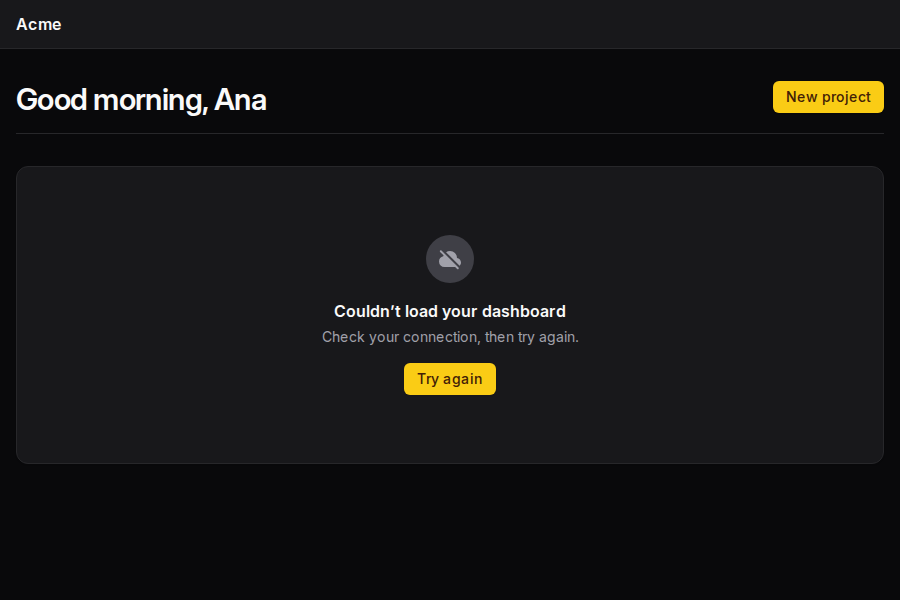 Acme
Good morning, Ana
New project
Couldn’t load your dashboard
Check your connection, then try again.
Try again